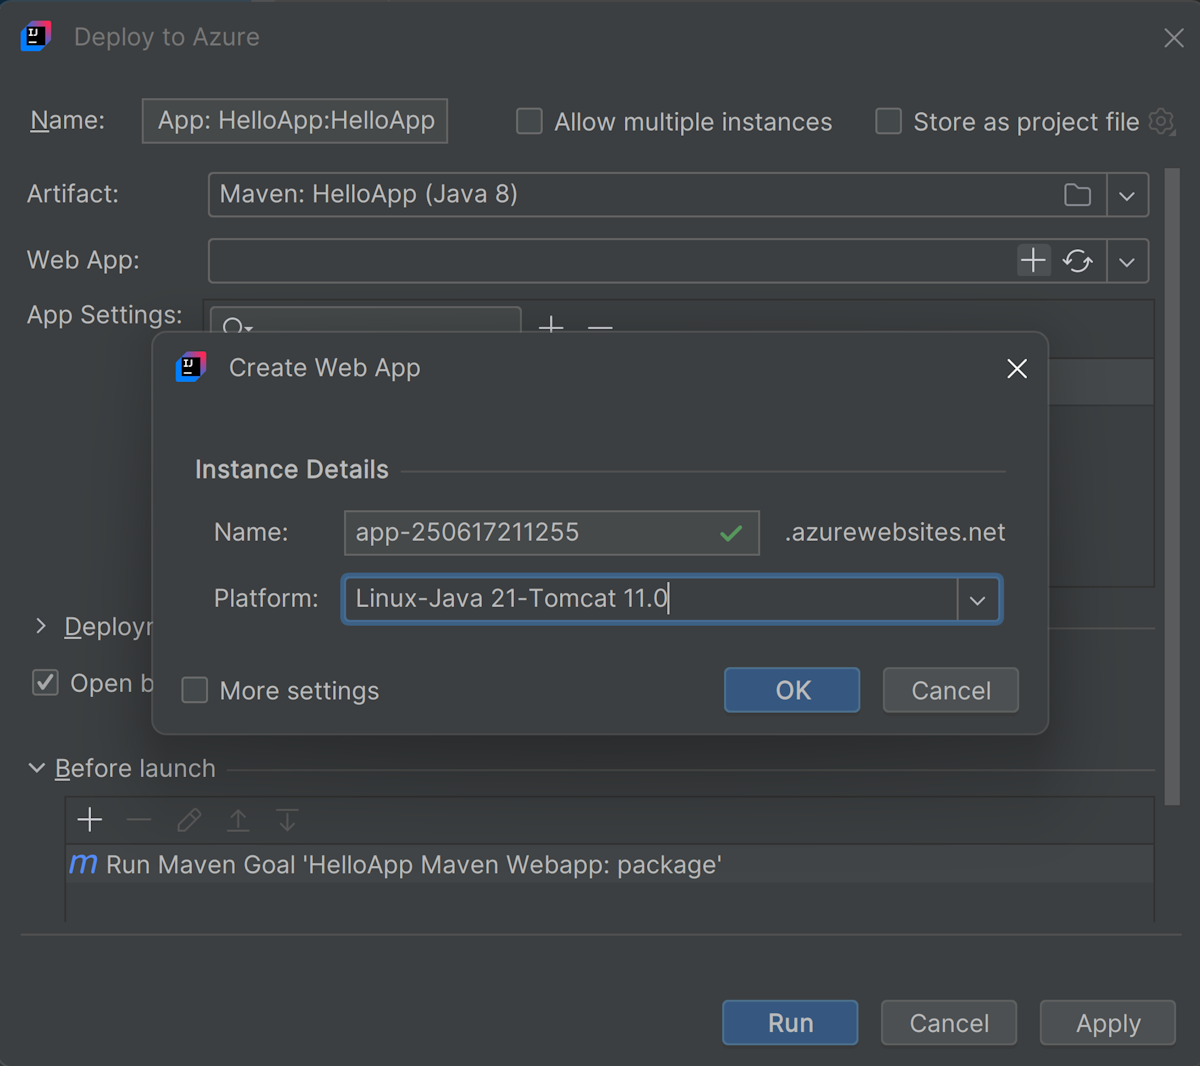 Deploy to Azure
Name: App: HelloApp:HelloApp Allow multiple instances Store as project file
Artifact: Maven: HelloApp (Java 8)
Web App:
App Settings:
Create Web App
Instance Details
Name: app-250617211255 .azurewebsites.net
Platform: Linux-Java 21-Tomcat 11.0
More settings OK Cancel
Open
Before launch
m Run Maven Goal 'HelloApp Maven Webapp: package'
Run Cancel Apply